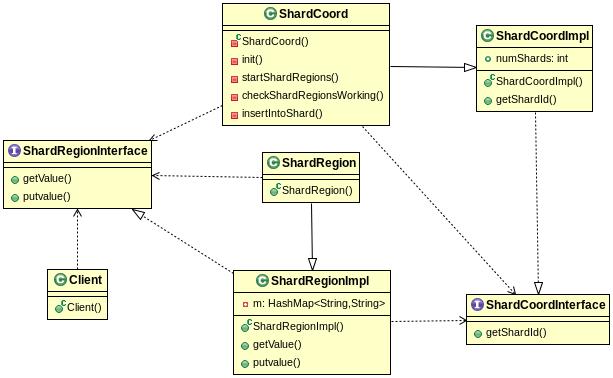 ShardCoord
ShardCoord()
init()
startShardRegions()
checkShardRegionsWorking()
insertIntoShard()
ShardCoordImpl
numShards: int
ShardCoordImpl()
getShardId()
ShardRegionInterface
getValue()
putvalue()
ShardRegion
ShardRegion()
Client
Client()
ShardRegionImpl
m: HashMap<String,String>
ShardRegionImpl()
getValue()
putvalue()
ShardCoordInterface
getShardId()